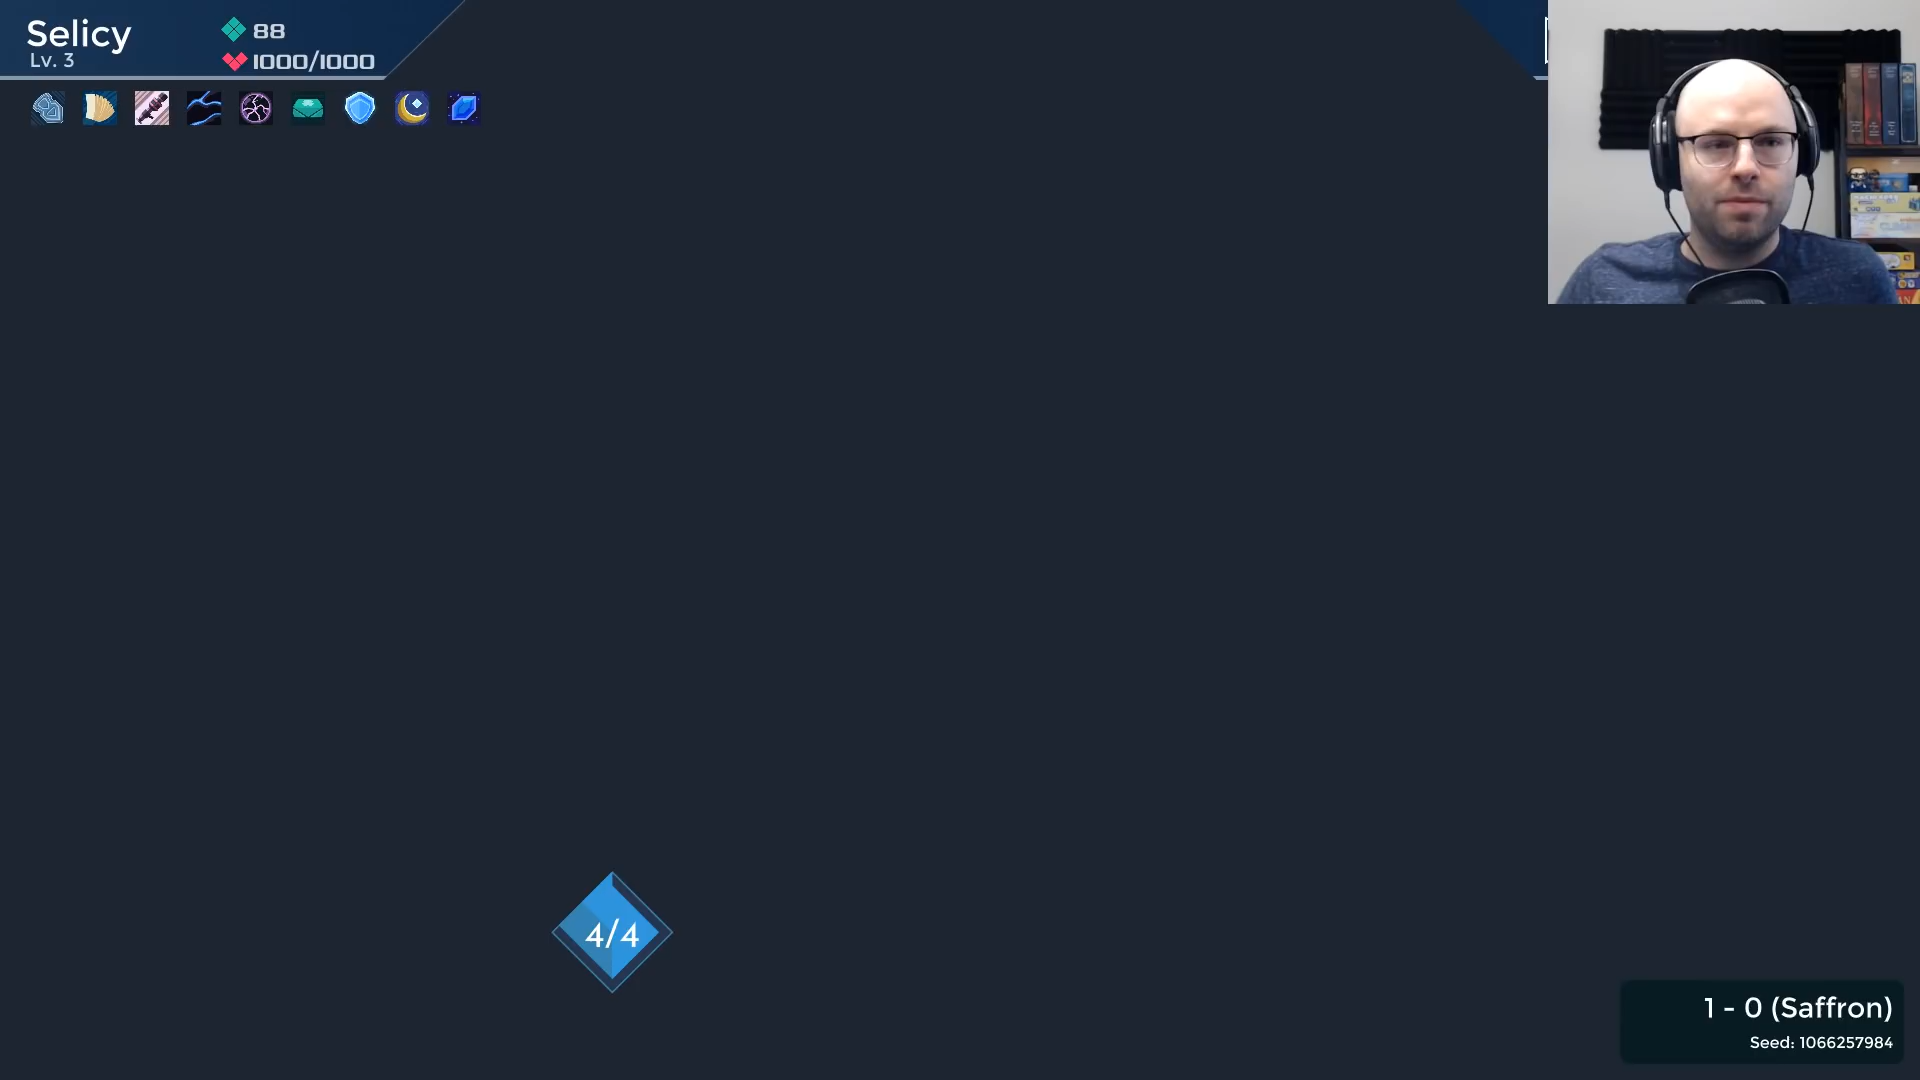 Selicy
Lv. 3
88
1000/1000
4/4
1 - 0 (Saffron)
Seed: 1066257984